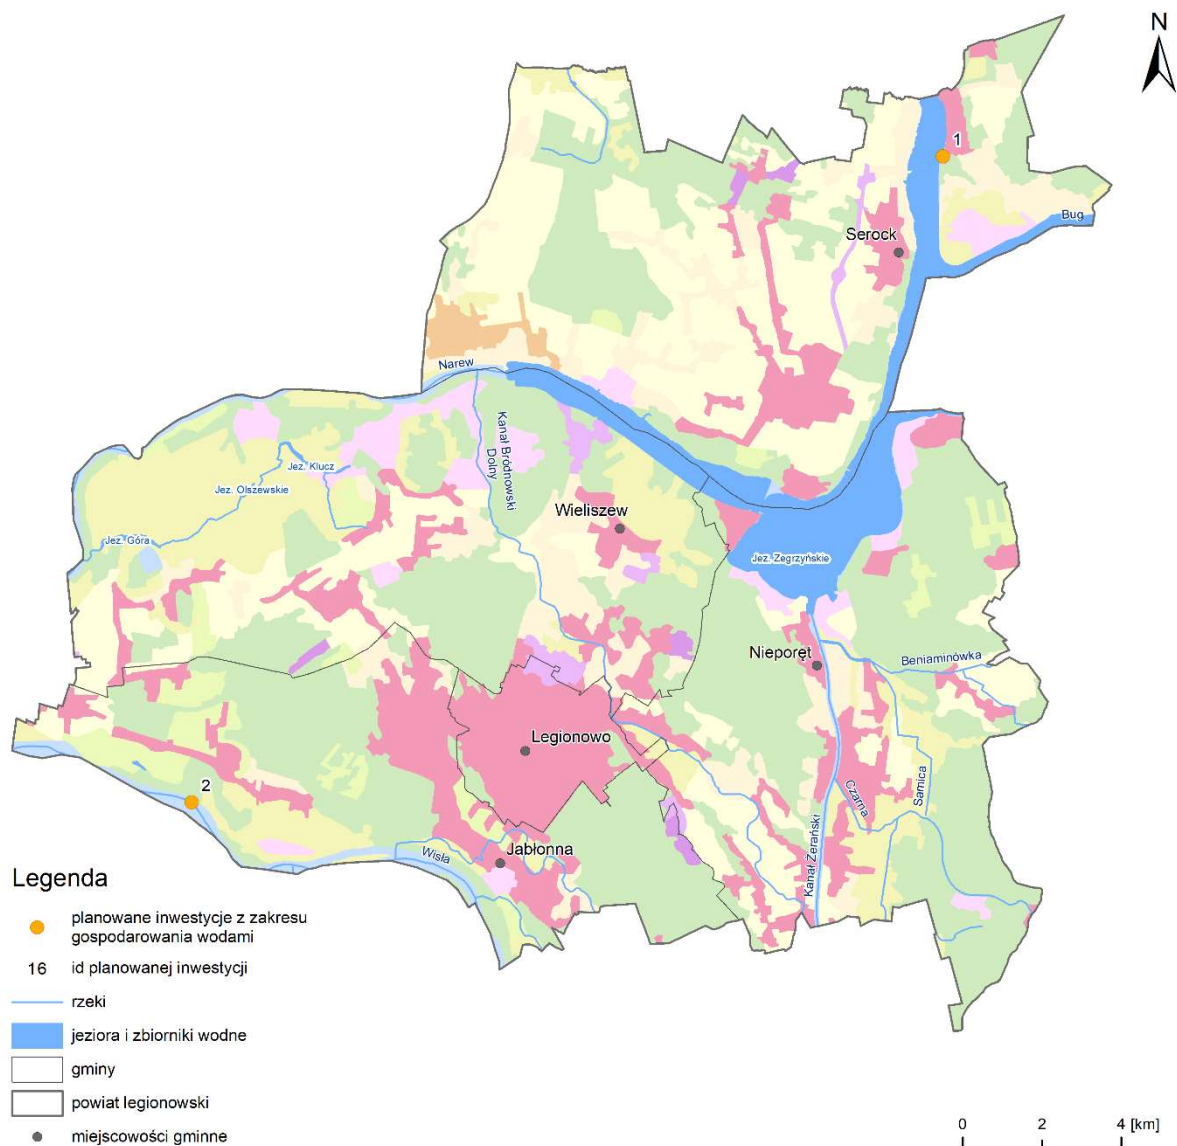 N
1
Bug
Serock
Narew
Kanał Bródnowski
Dolny
Jez. Klucz
Jez. Olszewskie
Wieliszew
Jez. Góra
Jez. Zegrzyńskie
Nieporęt
Beniaminówka
Legionowo
Samica
Czarna
2
Jabłonna
Wisła
Kanał Żerański
Legenda
planowane inwestycje z zakresu
gospodarowania wodami
16 id planowanej inwestycji
rzeki
jeziora i zbiorniki wodne
gminy
powiat legionowski
miejscowości gminne
0 2 4 [km]